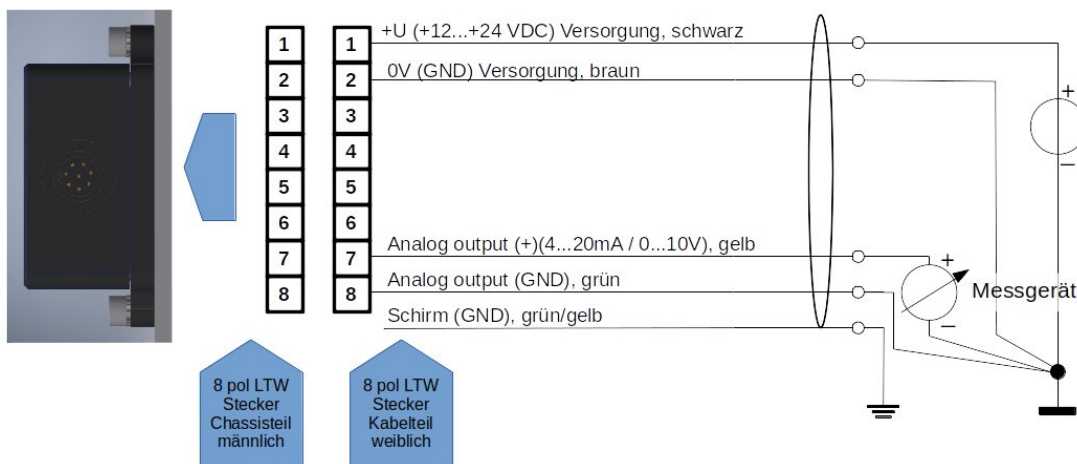 1
2
3
4
5
6
7
8
1
2
3
4
5
6
7
8
+U (+12...+24 VDC) Versorgung, schwarz
0V (GND) Versorgung, braun
Analog output (+)(4...20mA / 0...10V), gelb
Analog output (GND), grün
Schirm (GND), grün/gelb
+
–
+
–
Messgerät
8 pol LTW
Stecker
Chassisteil
männlich
8 pol LTW
Stecker
Kabelteil
weiblich